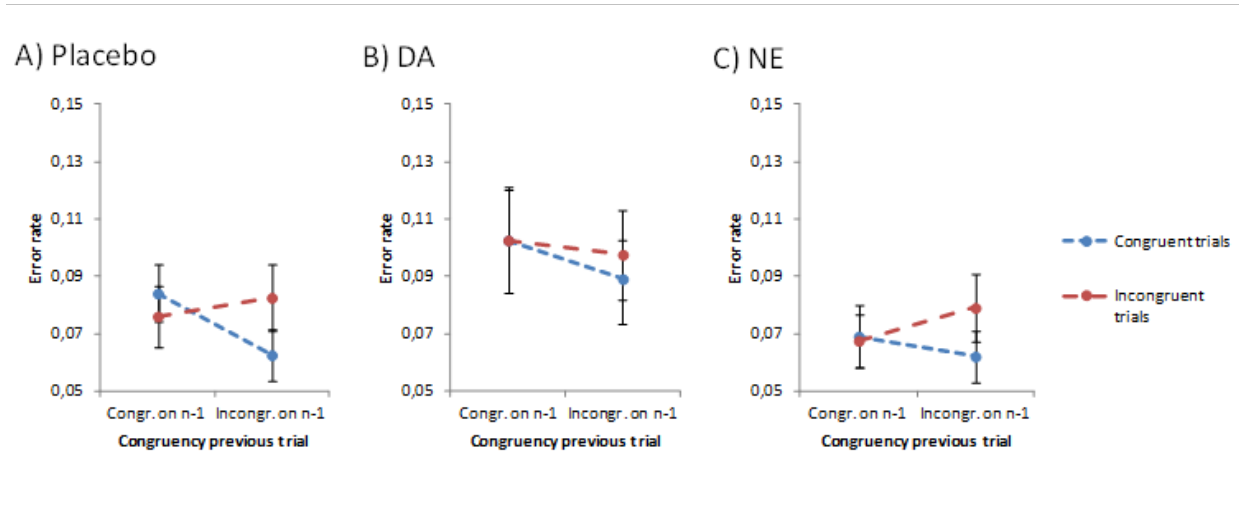 A) Placebo
0,15
0,13
0,11
0,09
0,07
0,05
Error rate
Congr. on n-1 Incongr. on n-1
Congruency previous trial
B) DA
0,15
0,13
0,11
0,09
0,07
0,05
Error rate
Congr. on n-1 Incongr. on n-1
Congruency previous trial
C) NE
0,15
0,13
0,11
0,09
0,07
0,05
Error rate
Congr. on n-1 Incongr. on n-1
Congruency previous trial
Congruent trials
Incongruent
trials